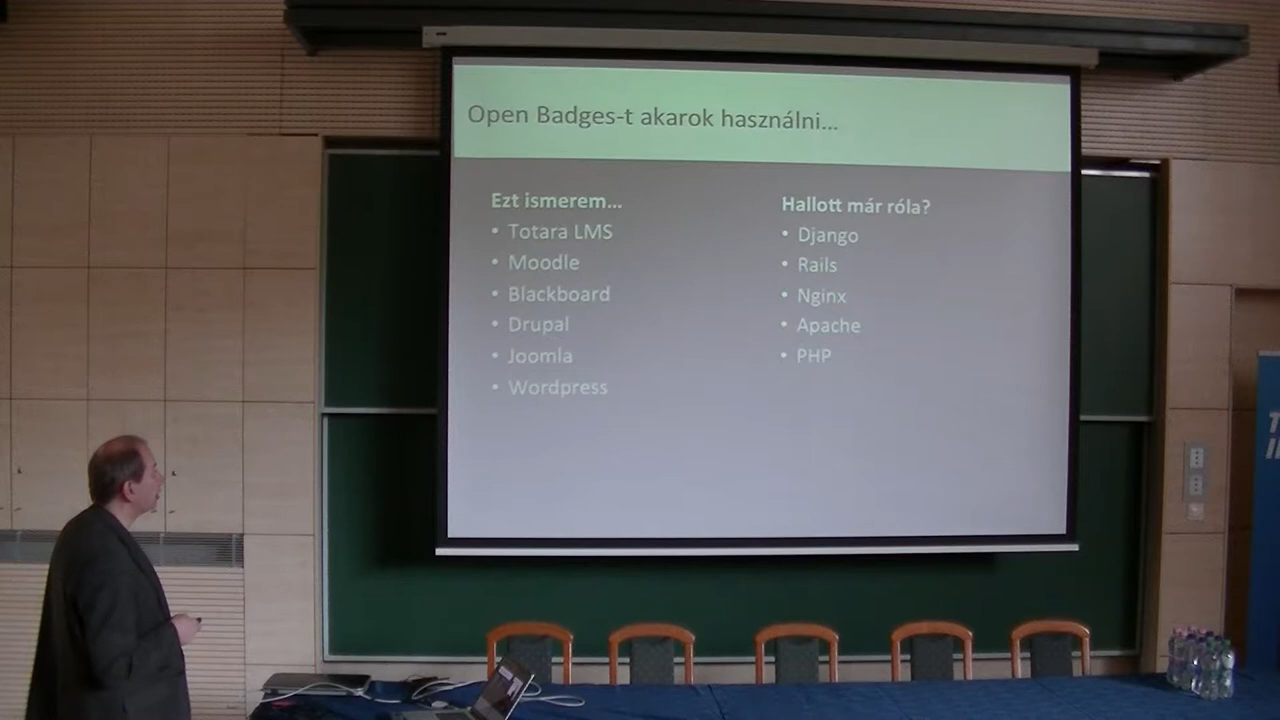 Open Badges-t akarok használni...
Ezt ismerem...
• Totara LMS
• Moodle
• Blackboard
• Drupal
• Joomla
• Wordpress
Hallott már róla?
• Django
• Rails
• Nginx
• Apache
• PHP